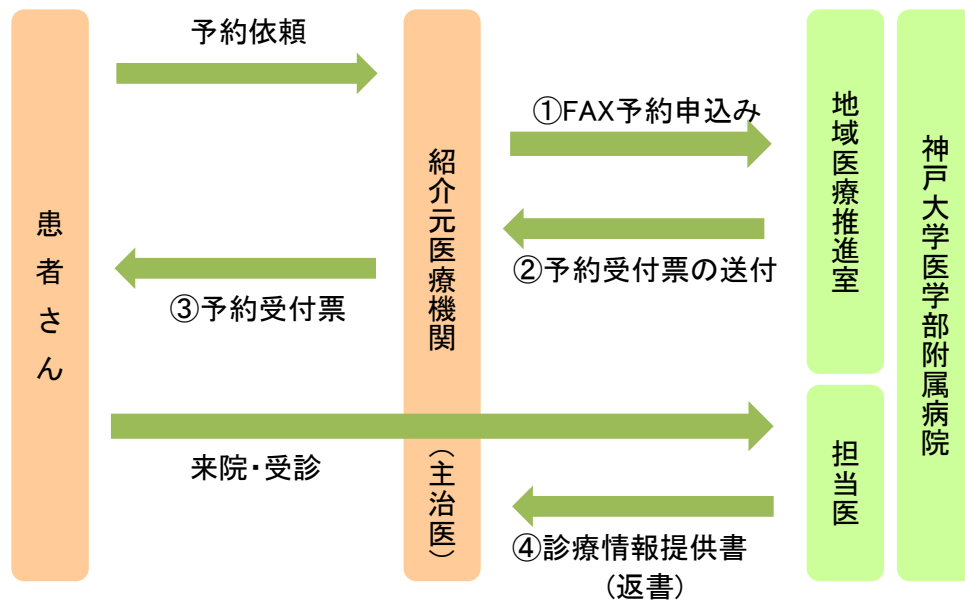 予約依頼
①FAX予約申込み
②予約受付票の送付
③予約受付票
来院・受診
④診療情報提供書
(返書)
患者さん
紹介元医療機関
(主治医)
地域医療推進室
担当医
神戸大学医学部附属病院